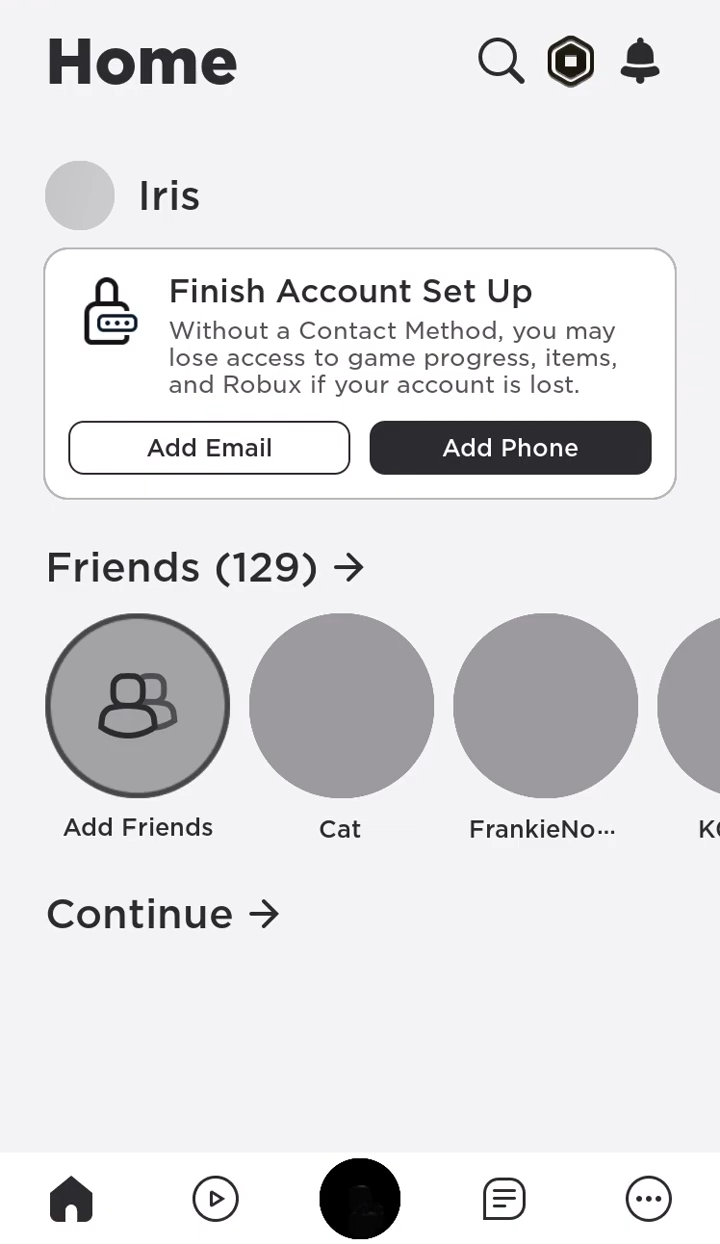 Home
Iris
Finish Account Set Up
Without a Contact Method, you may
lose access to game progress, items,
and Robux if your account is lost.
Add Email
Add Phone
Friends (129)
Add Friends
Cat
FrankieNo...
Continue